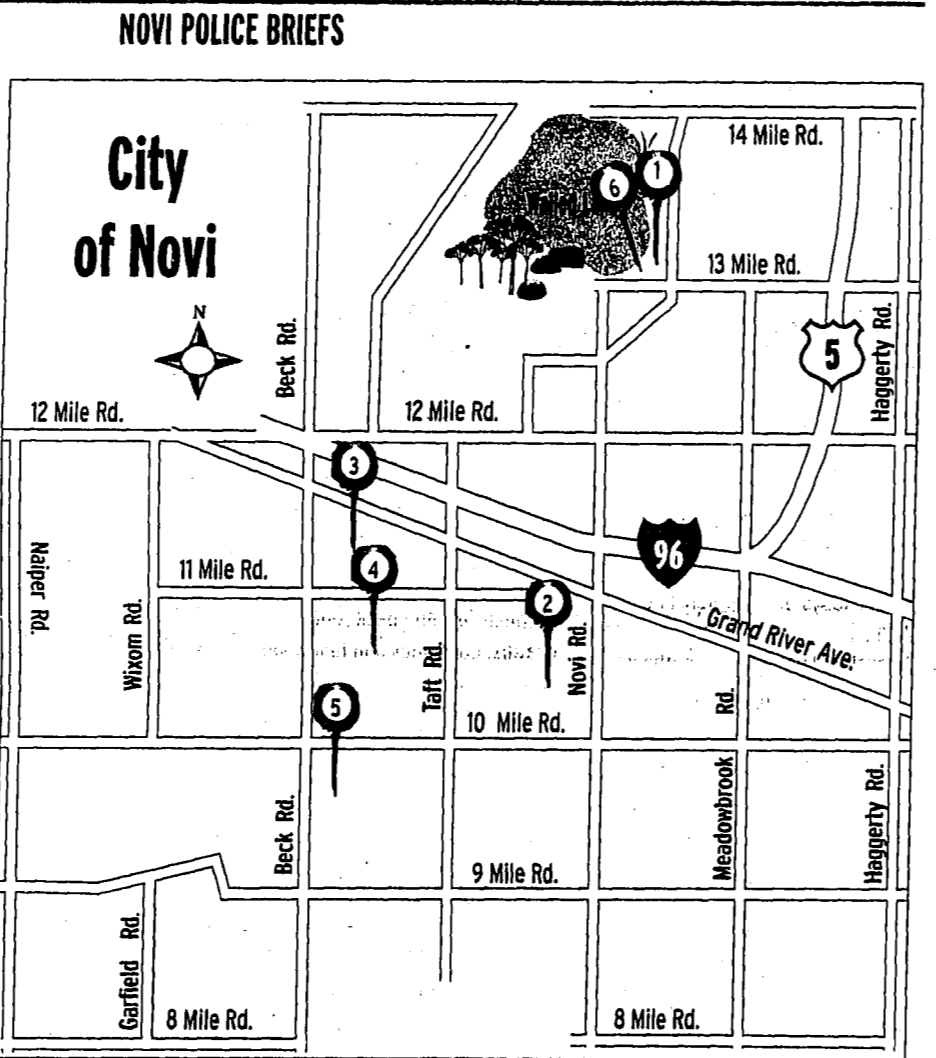 NOVI POLICE BRIEFS
City
of Novi
N
14 Mile Rd.
1
6
13 Mile Rd.
Beck Rd.
5
Haggerty Rd.
12 Mile Rd.
12 Mile Rd.
3
96
Naiper Rd.
11 Mile Rd.
4
2
Wixom Rd.
Taft Rd.
Novi Rd.
Grand River Ave.
5
10 Mile Rd.
Meadowbrook Rd.
Beck Rd.
Haggerty Rd.
9 Mile Rd.
Garfield Rd.
8 Mile Rd.
8 Mile Rd.